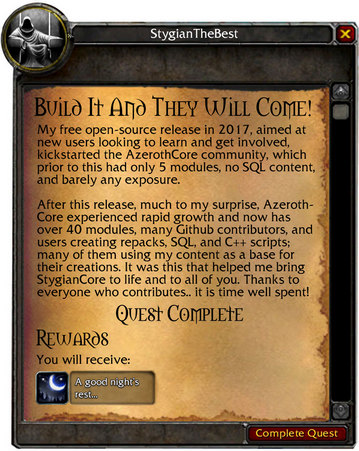 StygianTheBest
Build It And They Will Come!
My free open-source release in 2017, aimed at
new users looking to learn and get involved,
kickstarted the AzerothCore community, which
prior to this had only 5 modules, no SQL content,
and barely any exposure.
After this release, much to my surprise, Azeroth-
Core experienced rapid growth and now has
over 40 modules, many Github contributors, and
users creating repacks, SQL, and C++ scripts;
many of them using my content as a base for
their creations. It was this that helped me bring
StygianCore to life and to all of you. Thanks to
everyone who contributes.. it is time well spent!
Quest Complete
Rewards
You will receive:
A good night's
rest...
Complete Quest